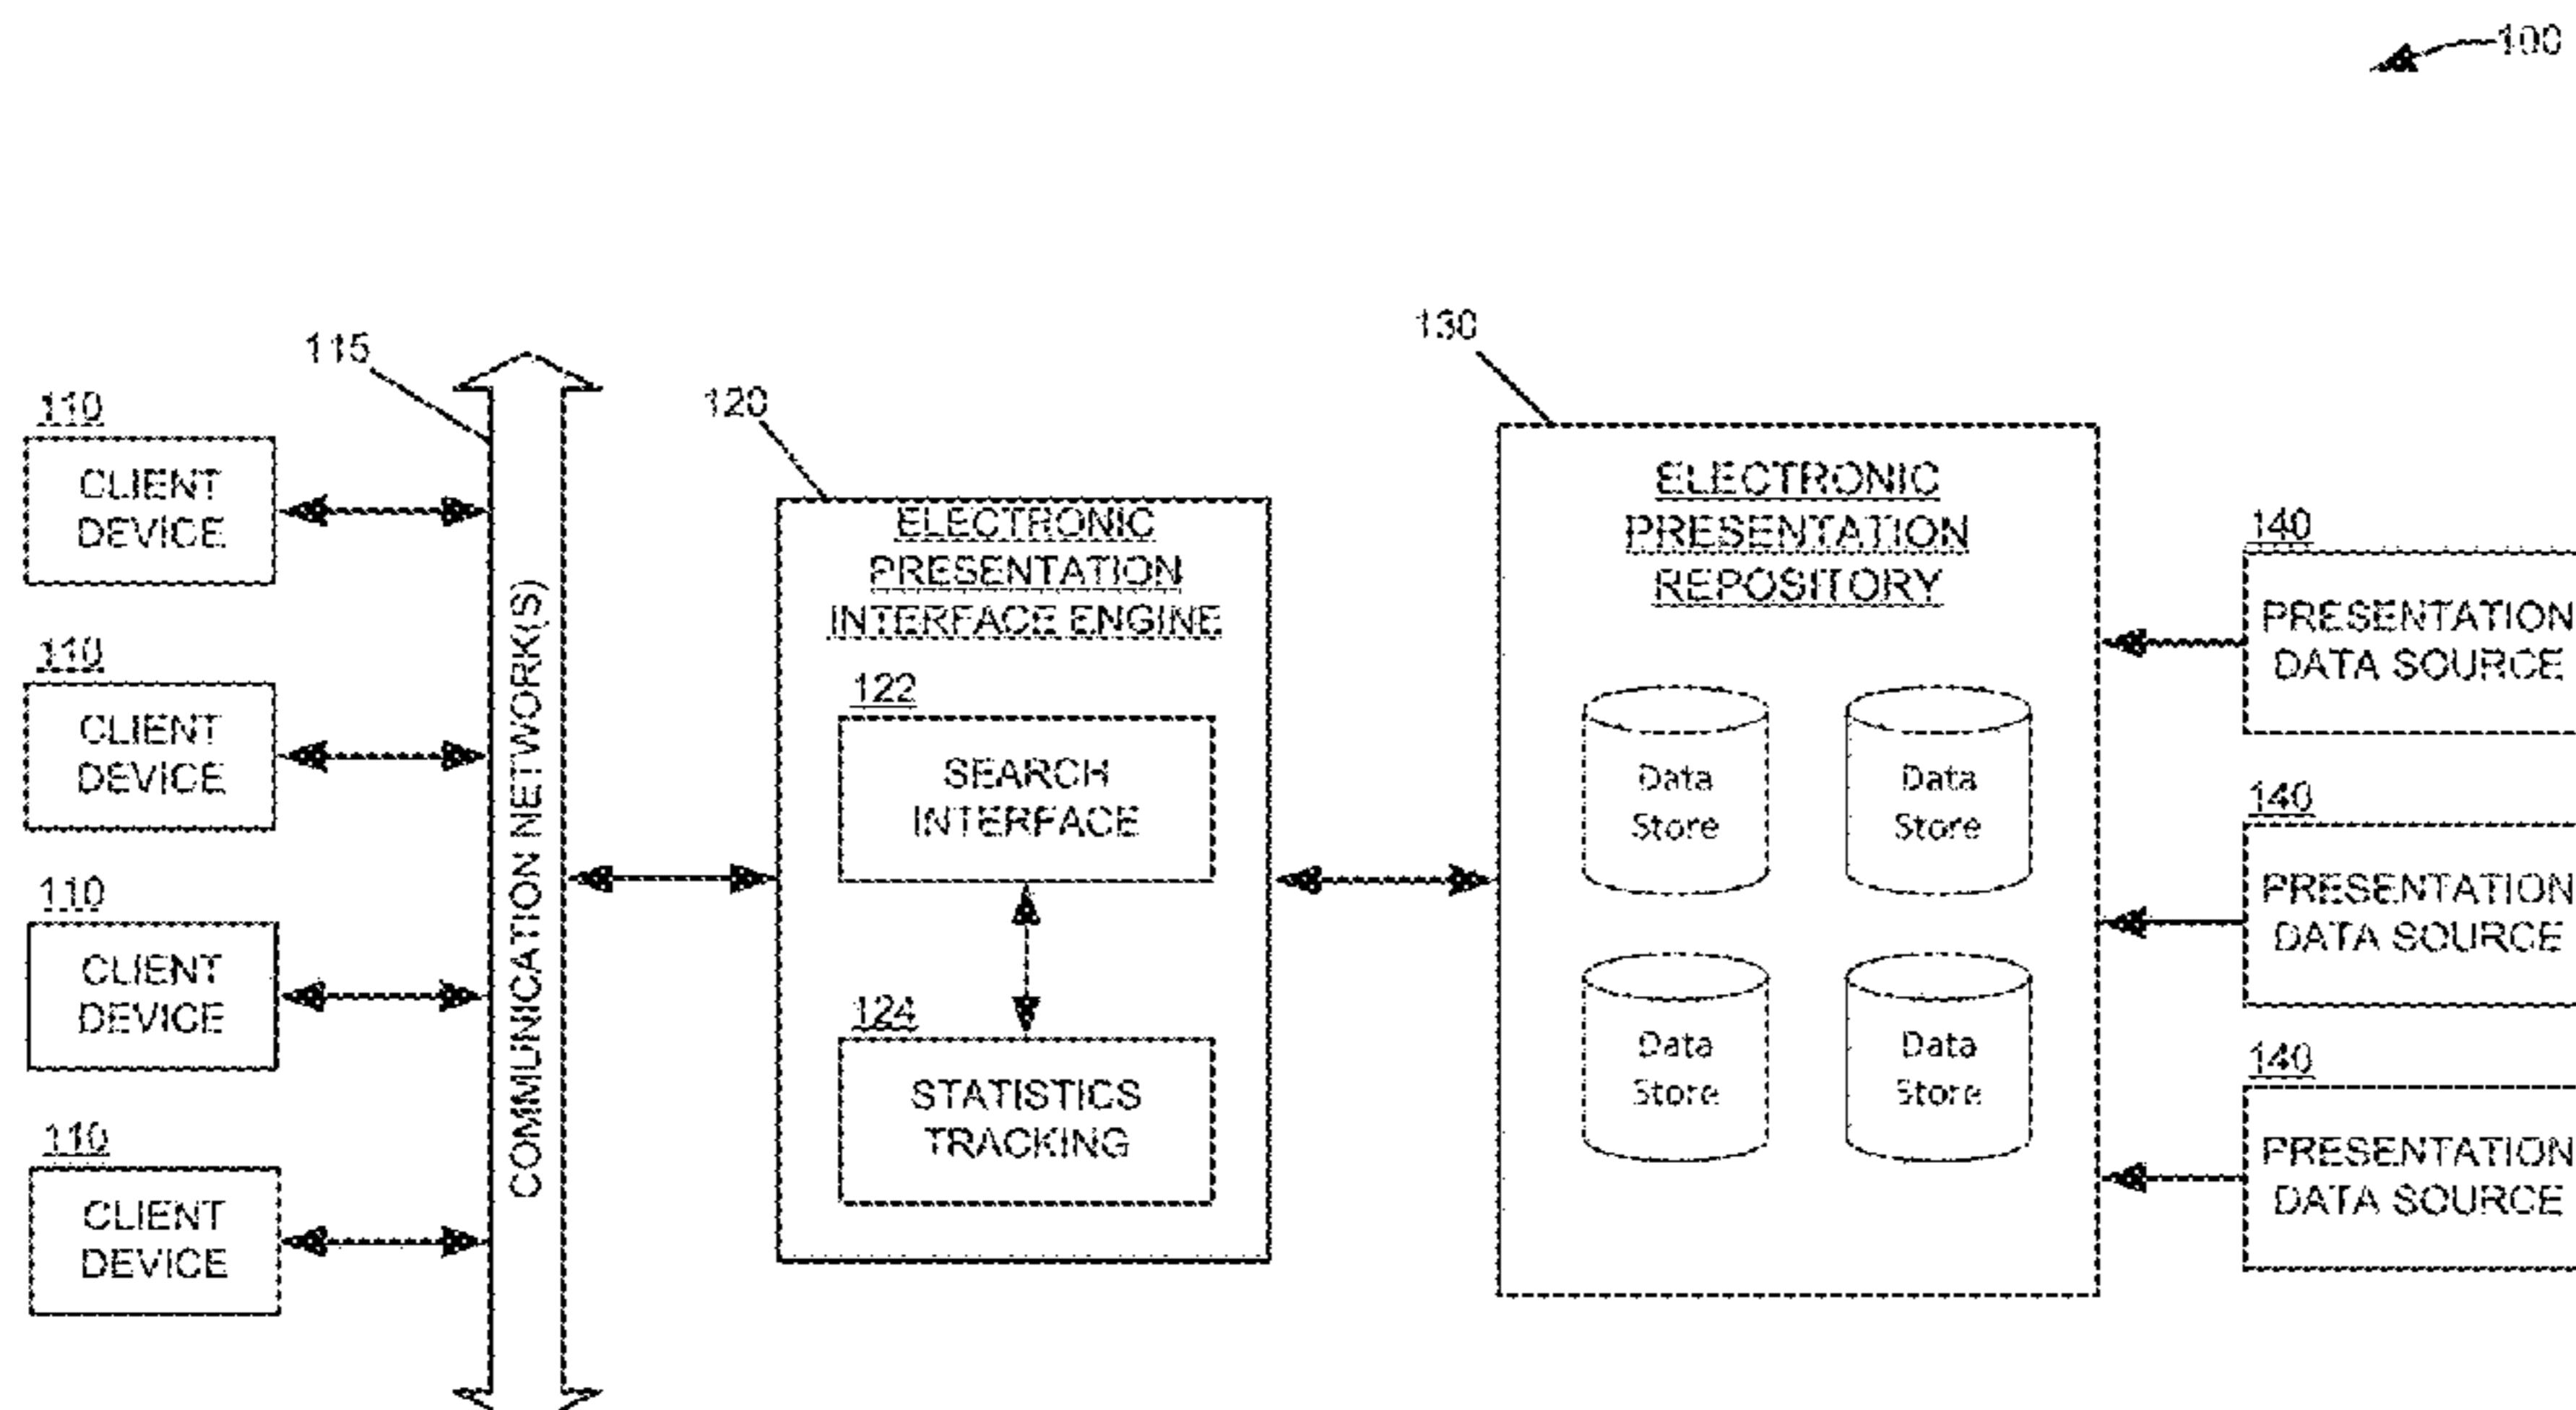 100
115
110
CLIENT
DEVICE
110
CLIENT
DEVICE
110
CLIENT
DEVICE
110
CLIENT
DEVICE
COMMUNICATION NETWORK(S)
120
ELECTRONIC
PRESENTATION
INTERFACE ENGINE
122
SEARCH
INTERFACE
124
STATISTICS
TRACKING
130
ELECTRONIC
PRESENTATION
REPOSITORY
Data
Store
Data
Store
Data
Store
Data
Store
140
PRESENTATION
DATA SOURCE
140
PRESENTATION
DATA SOURCE
140
PRESENTATION
DATA SOURCE